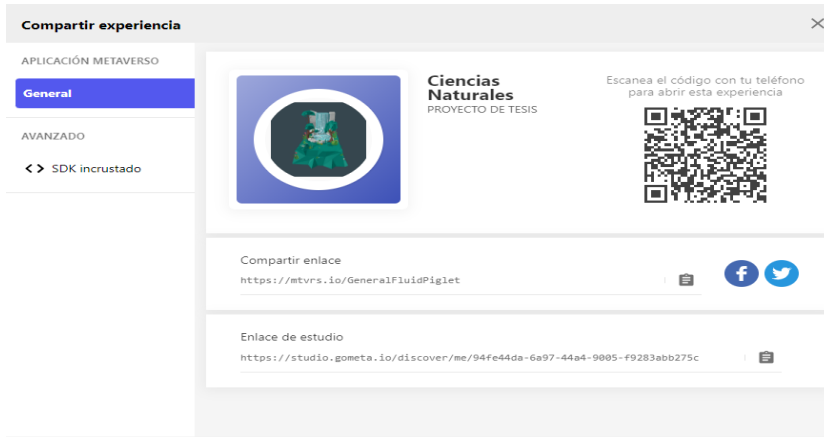 Compartir experiencia
APLICACIÓN METAVERSO
General
AVANZADO
SDK incrustado
Ciencias
Naturales
PROYECTO DE TESIS
Escanea el código con tu teléfono
para abrir esta experiencia
Compartir enlace
https://mtvrs.io/GeneralFluidPiglet
Enlace de estudio
https://studio.gometa.io/discover/me/94fe44da-6a97-44a4-9005-f9283abb275c